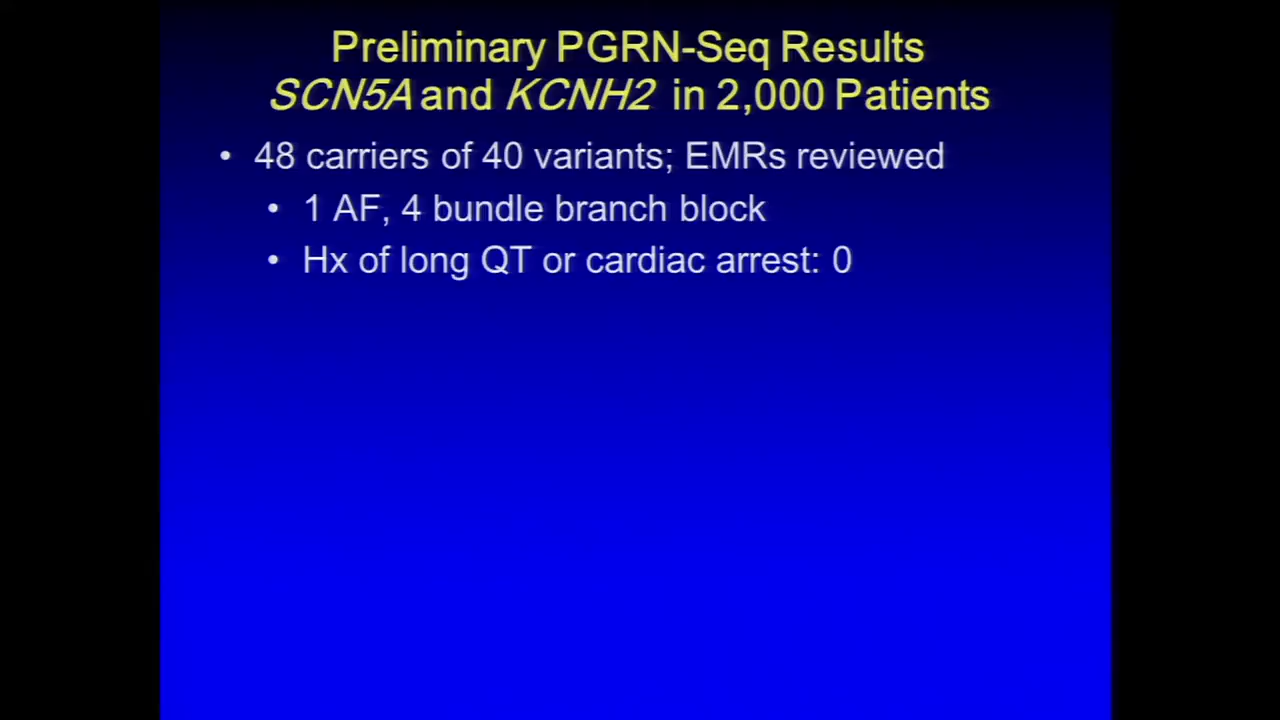 Preliminary PGRN-Seq Results
SCN5A and KCNH2 in 2,000 Patients
• 48 carriers of 40 variants; EMRs reviewed
• 1 AF, 4 bundle branch block
• Hx of long QT or cardiac arrest: 0